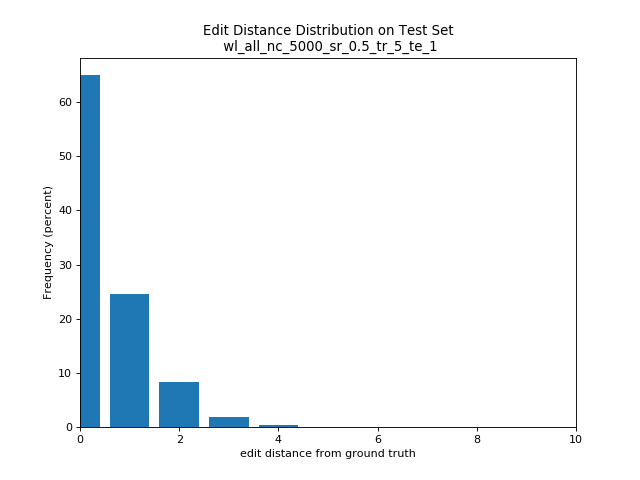 Edit Distance Distribution on Test Set
wl_all_nc_5000_sr_0.5_tr_5_te_1
Frequency (percent)
60
50
40
30
20
10
0
0 2 4 6 8 10
edit distance from ground truth